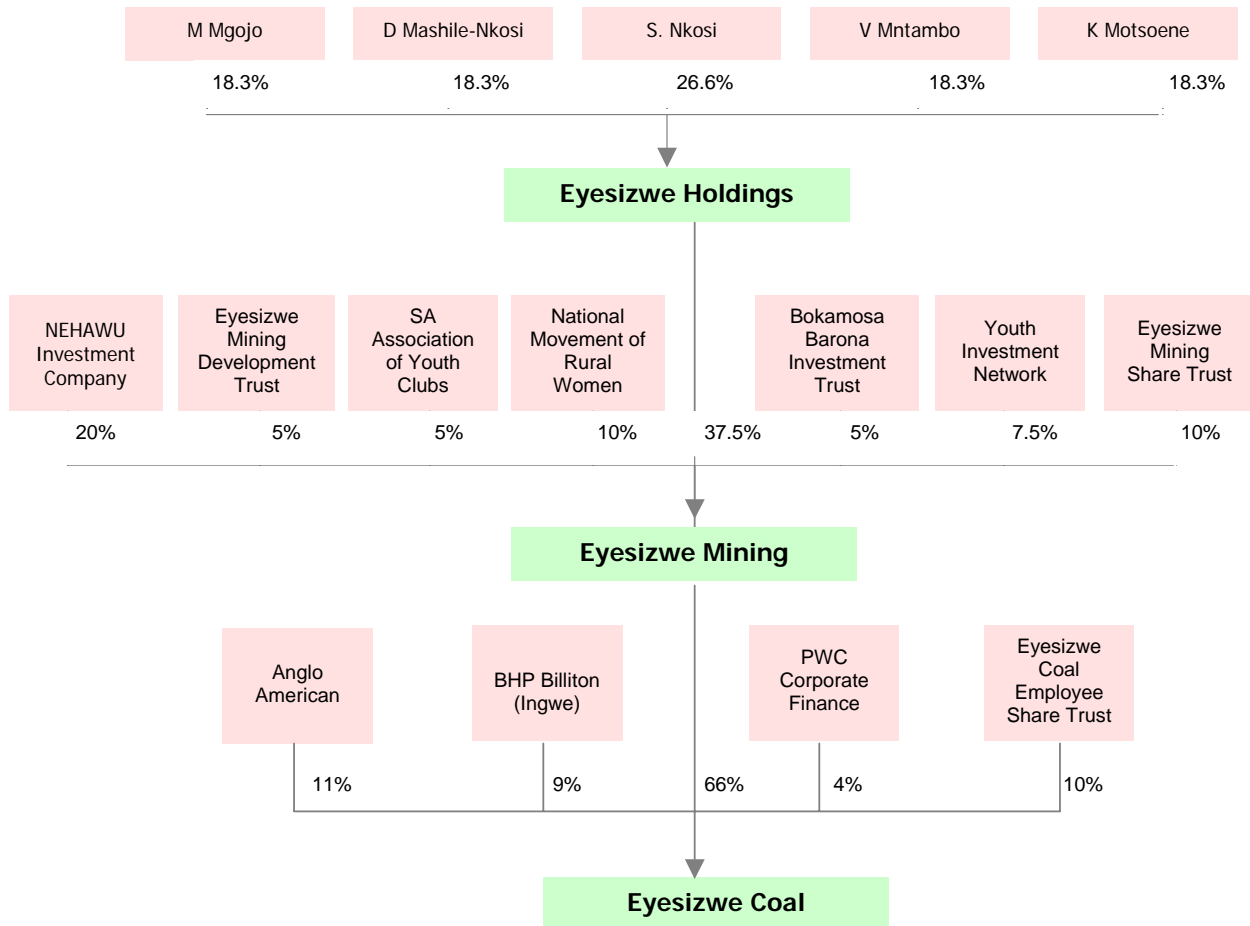 M Mgojo
D Mashile-Nkosi
S. Nkosi
V Mntambo
K Motsoene
18.3%
18.3%
26.6%
18.3%
18.3%
Eyesizwe Holdings
NEHAWU
Investment
Company
Eyesizwe
Mining
Development
Trust
SA
Association
of Youth
Clubs
National
Movement of
Rural
Women
Bokamosa
Barona
Investment
Trust
Youth
Investment
Network
Eyesizwe
Mining
Share Trust
20%
5%
5%
10%
37.5%
5%
7.5%
10%
Eyesizwe Mining
Anglo
American
BHP Billiton
(Ingwe)
PWC
Corporate
Finance
Eyesizwe
Coal
Employee
Share Trust
11%
9%
66%
4%
10%
Eyesizwe Coal